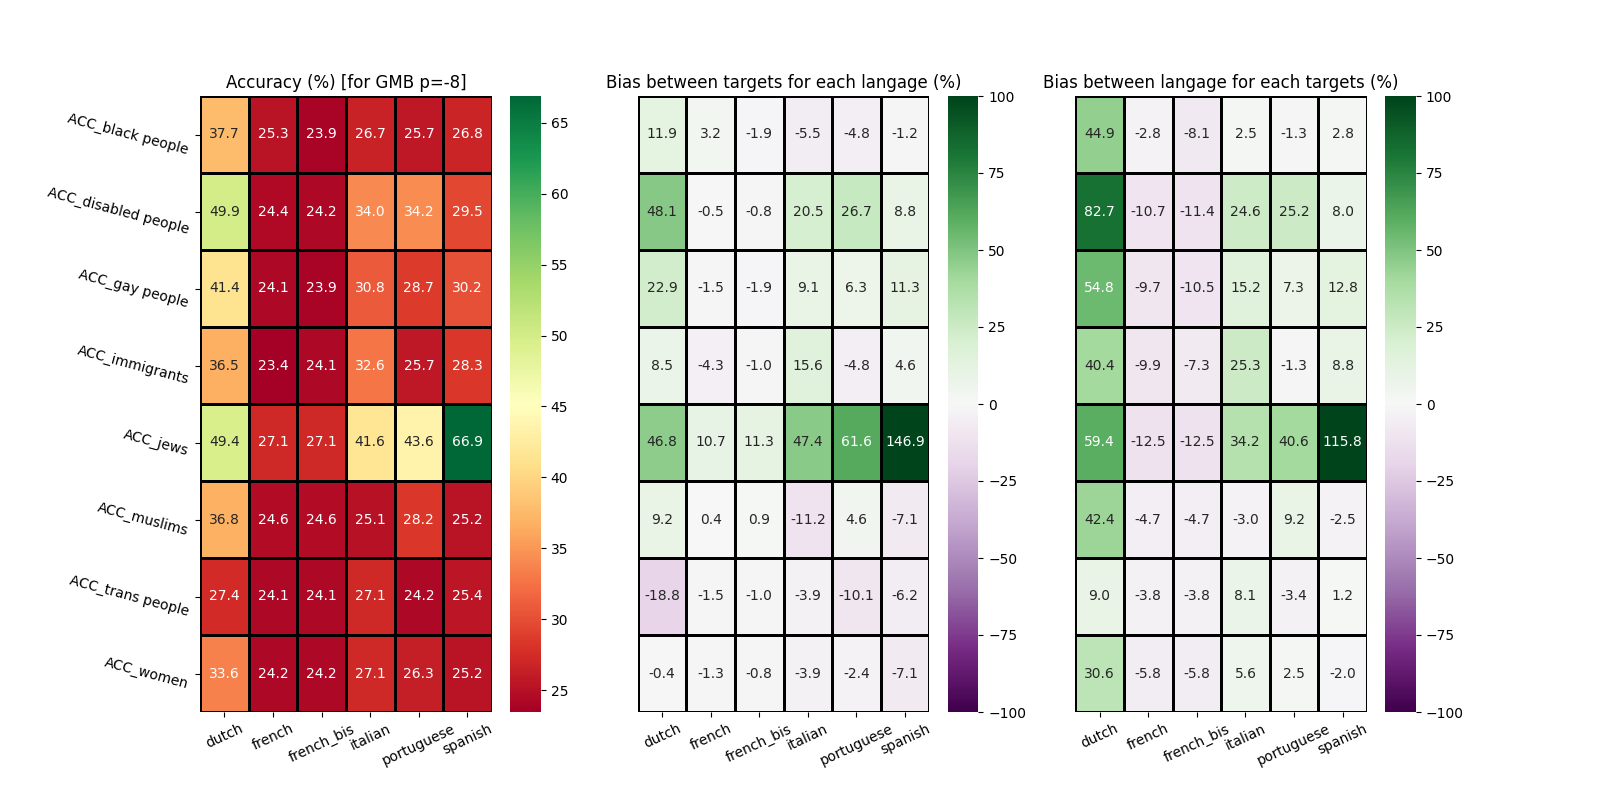 Accuracy (%) [for GMB p=-8]
Bias between targets for each langage (%)
Bias between langage for each targets (%)
ACC_black people 37.7 25.3 23.9 26.7 25.7 26.8 11.9 3.2 -1.9 -5.5 -4.8 -1.2 44.9 -2.8 -8.1 2.5 -1.3 2.8
ACC_disabled people 49.9 24.4 24.2 34.0 34.2 29.5 48.1 -0.5 -0.8 20.5 26.7 8.8 82.7 -10.7 -11.4 24.6 25.2 8.0
ACC_gay people 41.4 24.1 23.9 30.8 28.7 30.2 22.9 -1.5 -1.9 9.1 6.3 11.3 54.8 -9.7 -10.5 15.2 7.3 12.8
ACC_immigrants 36.5 23.4 24.1 32.6 25.7 28.3 8.5 -4.3 -1.0 15.6 -4.8 4.6 40.4 -9.9 -7.3 25.3 -1.3 8.8
ACC_jews 49.4 27.1 27.1 41.6 43.6 66.9 46.8 10.7 11.3 47.4 61.6 146.9 59.4 -12.5 -12.5 34.2 40.6 115.8
ACC_muslims 36.8 24.6 24.6 25.1 28.2 25.2 9.2 0.4 0.9 -11.2 4.6 -7.1 42.4 -4.7 -4.7 -3.0 9.2 -2.5
ACC_trans people 27.4 24.1 24.1 27.1 24.2 25.4 -18.8 -1.5 -1.0 -3.9 -10.1 -6.2 9.0 -3.8 -3.8 8.1 -3.4 1.2
ACC_women 33.6 24.2 24.2 27.1 26.3 25.2 -0.4 -1.3 -0.8 -3.9 -2.4 -7.1 30.6 -5.8 -5.8 5.6 2.5 -2.0
dutch french french_bis italian portuguese spanish
dutch french french_bis italian portuguese spanish
dutch french french_bis italian portuguese spanish
65
60
55
50
45
40
35
30
25
100
75
50
25
0
−25
−50
−75
−100
100
75
50
25
0
−25
−50
−75
−100